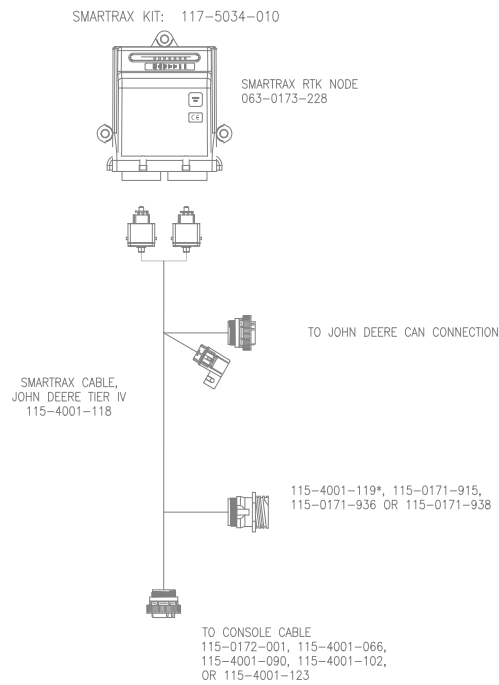 SMARTRAX KIT: 117-5034-010
SMARTRAX RTK NODE
063-0173-228
CE
TO JOHN DEERE CAN CONNECTION
SMARTRAX CABLE,
JOHN DEERE TIER IV
115-4001-118
115-4001-119*, 115-0171-915,
115-0171-936 OR 115-0171-938
TO CONSOLE CABLE
115-0172-001, 115-4001-066,
115-4001-090, 115-4001-102,
OR 115-4001-123